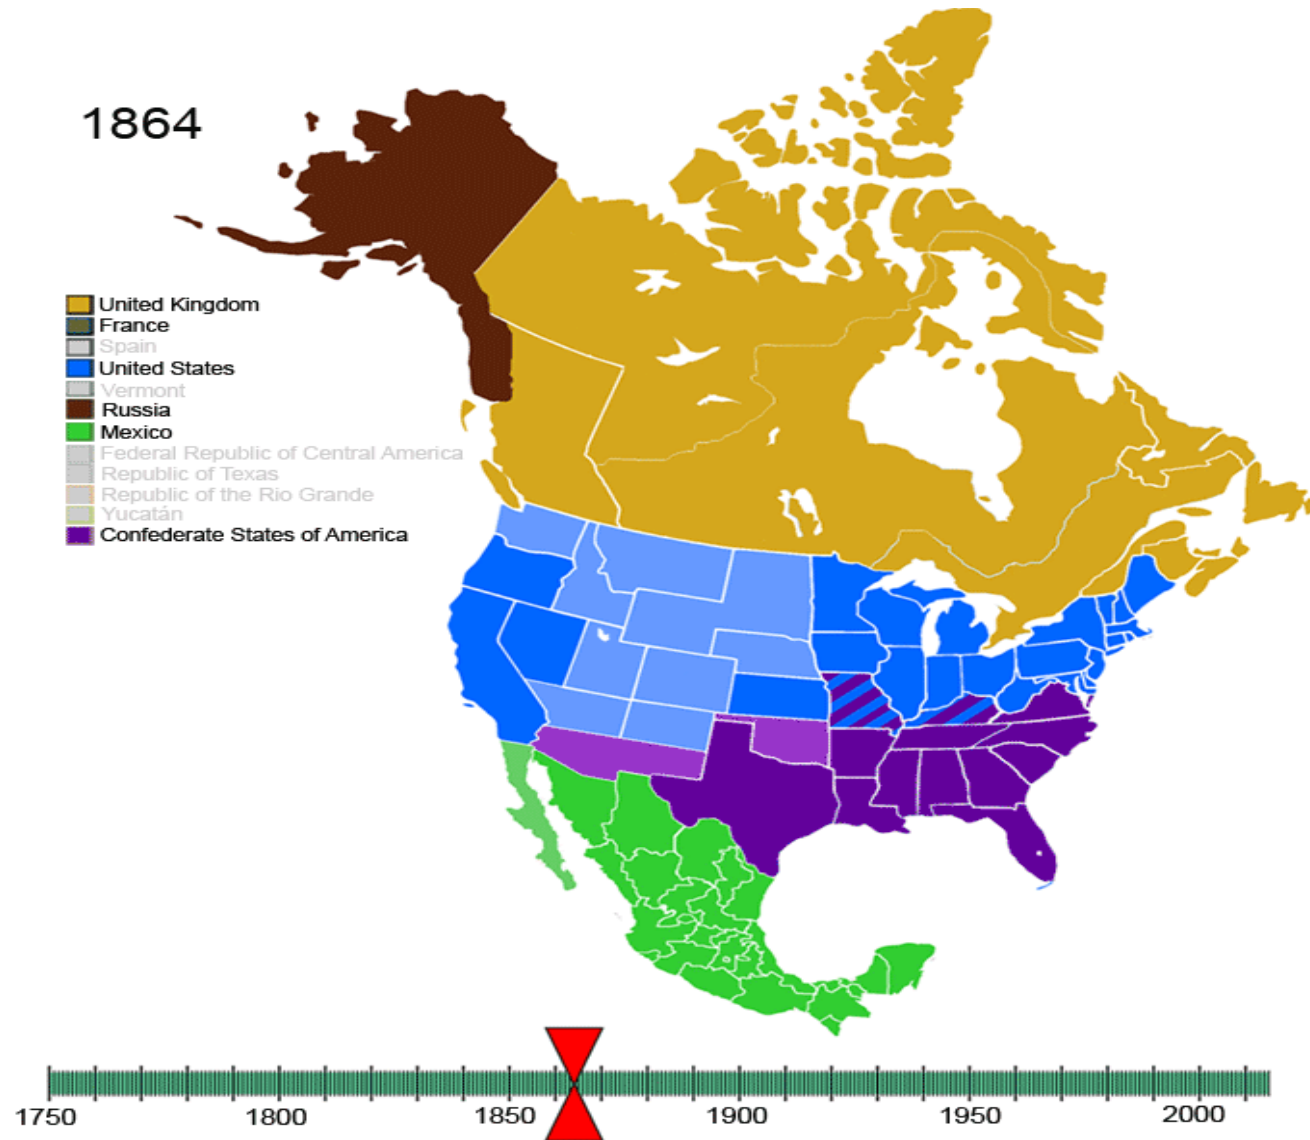 1864
United Kingdom
France
Spain
United States
Vermont
Russia
Mexico
Federal Republic of Central America
Republic of Texas
Republic of the Rio Grande
Yucatán
Confederate States of America
1750 1800 1850 1900 1950 2000